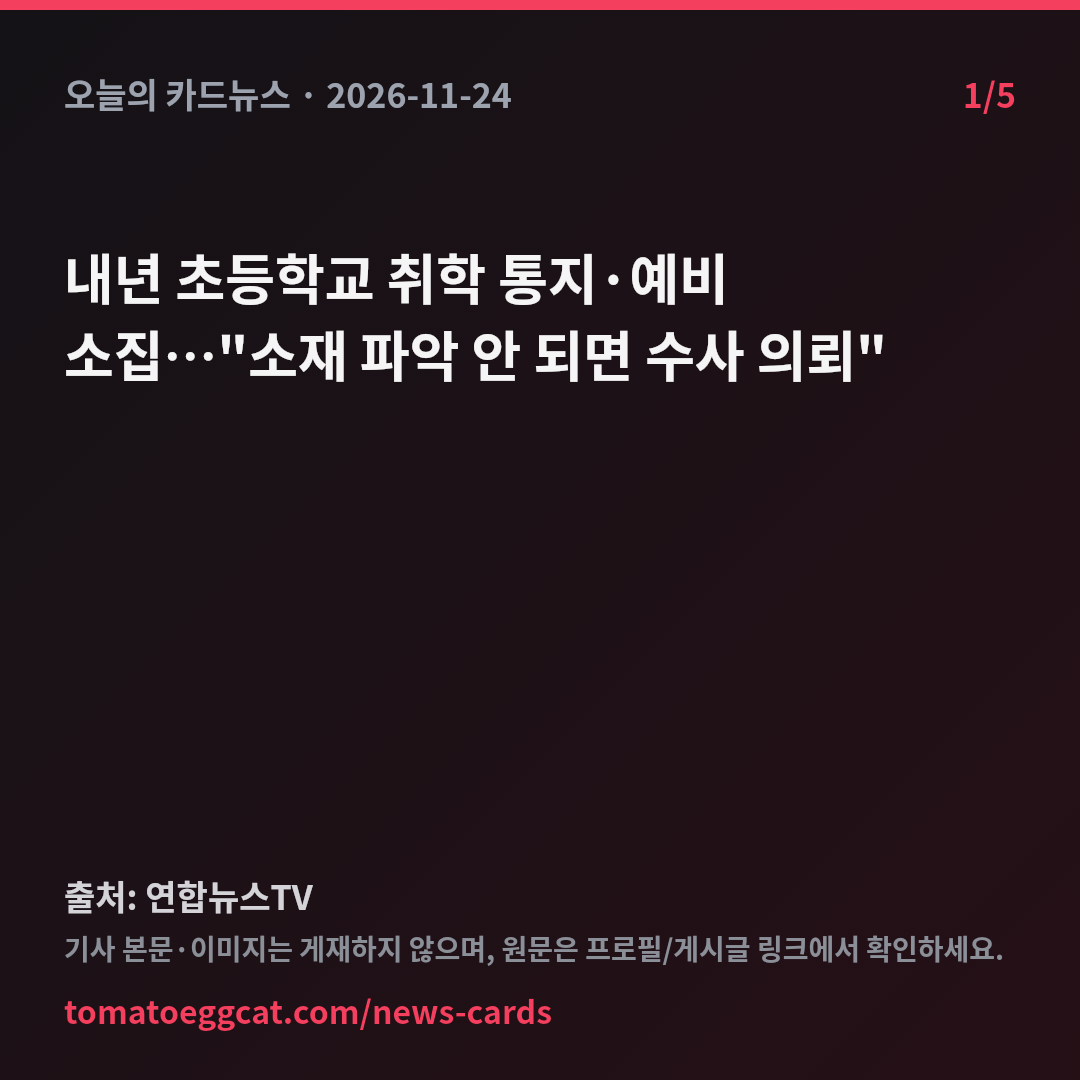 오늘의 카드뉴스 · 2026-11-24
1/5
내년 초등학교 취학 통지·예비
소집…"소재 파악 안 되면 수사 의뢰"
출처: 연합뉴스TV
기사 본문·이미지는 게재하지 않으며, 원문은 프로필/게시글 링크에서 확인하세요.
tomatoeggcat.com/news-cards